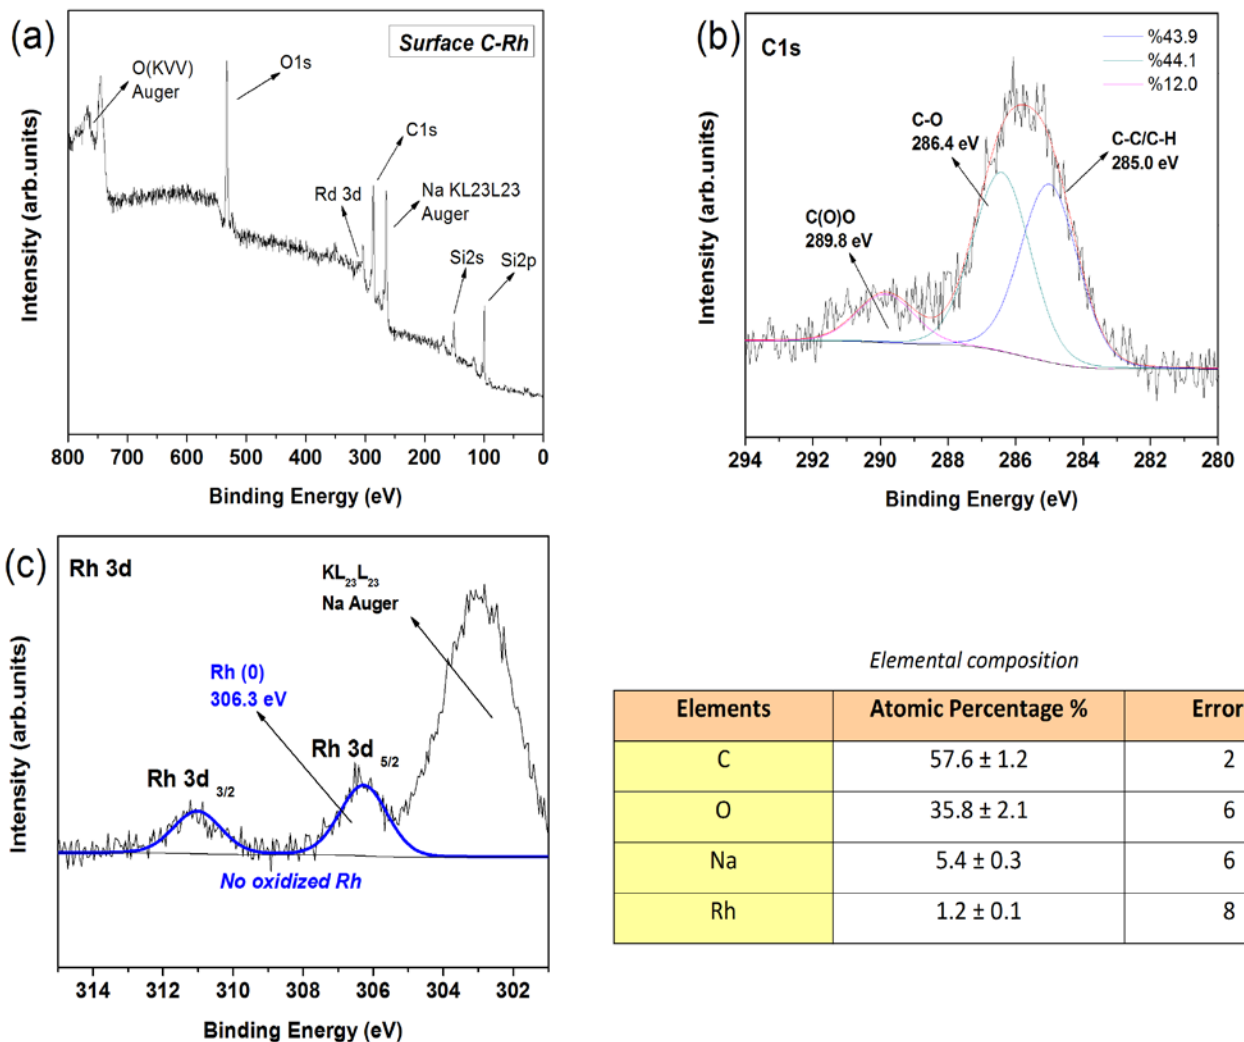 (a)
Surface C-Rh
O(KVV)
Auger
O1s
C1s
Rd 3d
Na KL23L23
Auger
Si2s
Si2p
Intensity (arb.units)
800 700 600 500 400 300 200 100 0
Binding Energy (eV)
(b)
C1s
%43.9
%44.1
%12.0
C-O
286.4 eV
C-C/C-H
285.0 eV
C(O)O
289.8 eV
Intensity (arb.units)
294 292 290 288 286 284 282 280
Binding Energy (eV)
(c)
Rh 3d
KL23L23
Na Auger
Rh (0)
306.3 eV
Rh 3d 5/2
Rh 3d 3/2
No oxidized Rh
Intensity (arb.units)
314 312 310 308 306 304 302
Binding Energy (eV)
Elemental composition
Elements Atomic Percentage % Error
C 57.6 ± 1.2 2
O 35.8 ± 2.1 6
Na 5.4 ± 0.3 6
Rh 1.2 ± 0.1 8